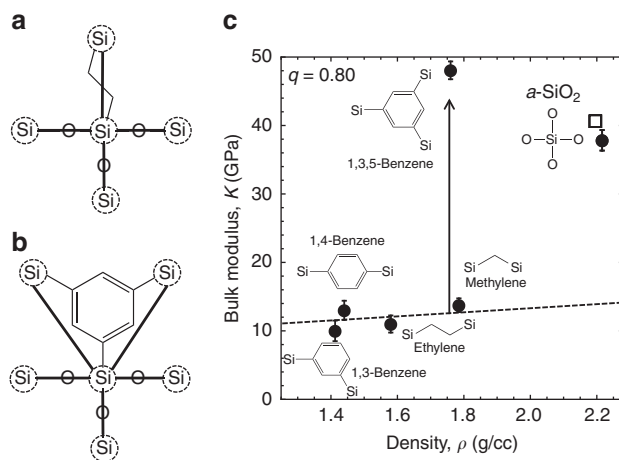 a
Si
Si O Si O Si
O
Si
b
Si Si
Si O Si O Si
O
Si
c
50
40
30
20
10
0
Bulk modulus, K (GPa)
q = 0.80
Si
Si
Si
1,3,5-Benzene
a-SiO2
O
O Si O
O
1,4-Benzene
Si Si
Si Si
Methylene
Si
Si
Ethylene
Si
Si
1,3-Benzene
1.4 1.6 1.8 2.0 2.2
Density, ρ (g/cc)